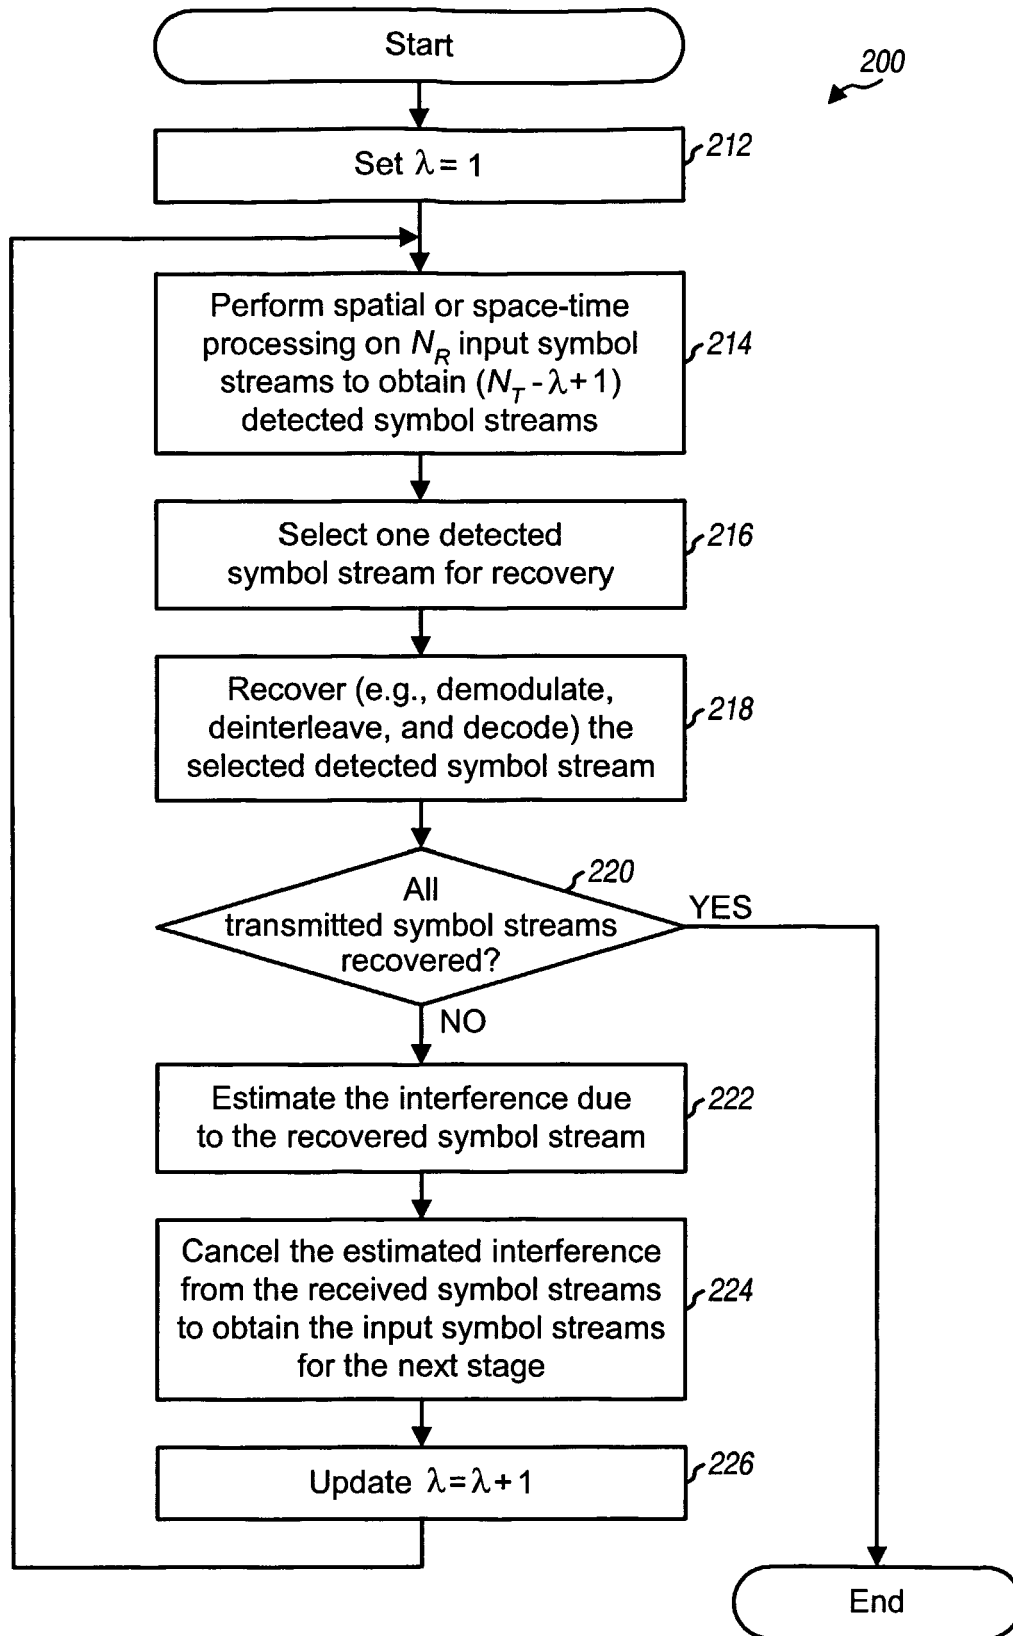 Start
200
Set λ = 1
212
Perform spatial or space-time
processing on N_R input symbol
streams to obtain (N_T - λ + 1)
detected symbol streams
214
Select one detected
symbol stream for recovery
216
Recover (e.g., demodulate,
deinterleave, and decode) the
selected detected symbol stream
218
220
All
transmitted symbol streams
recovered?
YES
NO
Estimate the interference due
to the recovered symbol stream
222
Cancel the estimated interference
from the received symbol streams
to obtain the input symbol streams
for the next stage
224
Update λ = λ + 1
226
End